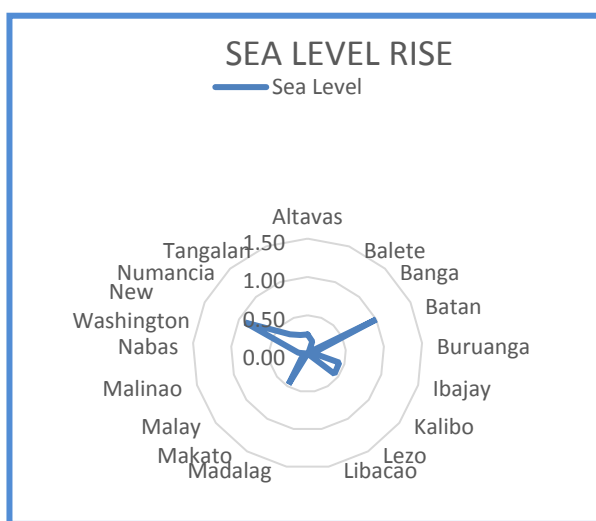 SEA LEVEL RISE
Sea Level
Altavas
Balete
Banga
Batan
Buruanga
Ibajay
Kalibo
Lezo
Libacao
Madalag
Makato
Malay
Malinao
Nabas
New
Washington
Numancia
Tangalan
1.50
1.00
0.50
0.00